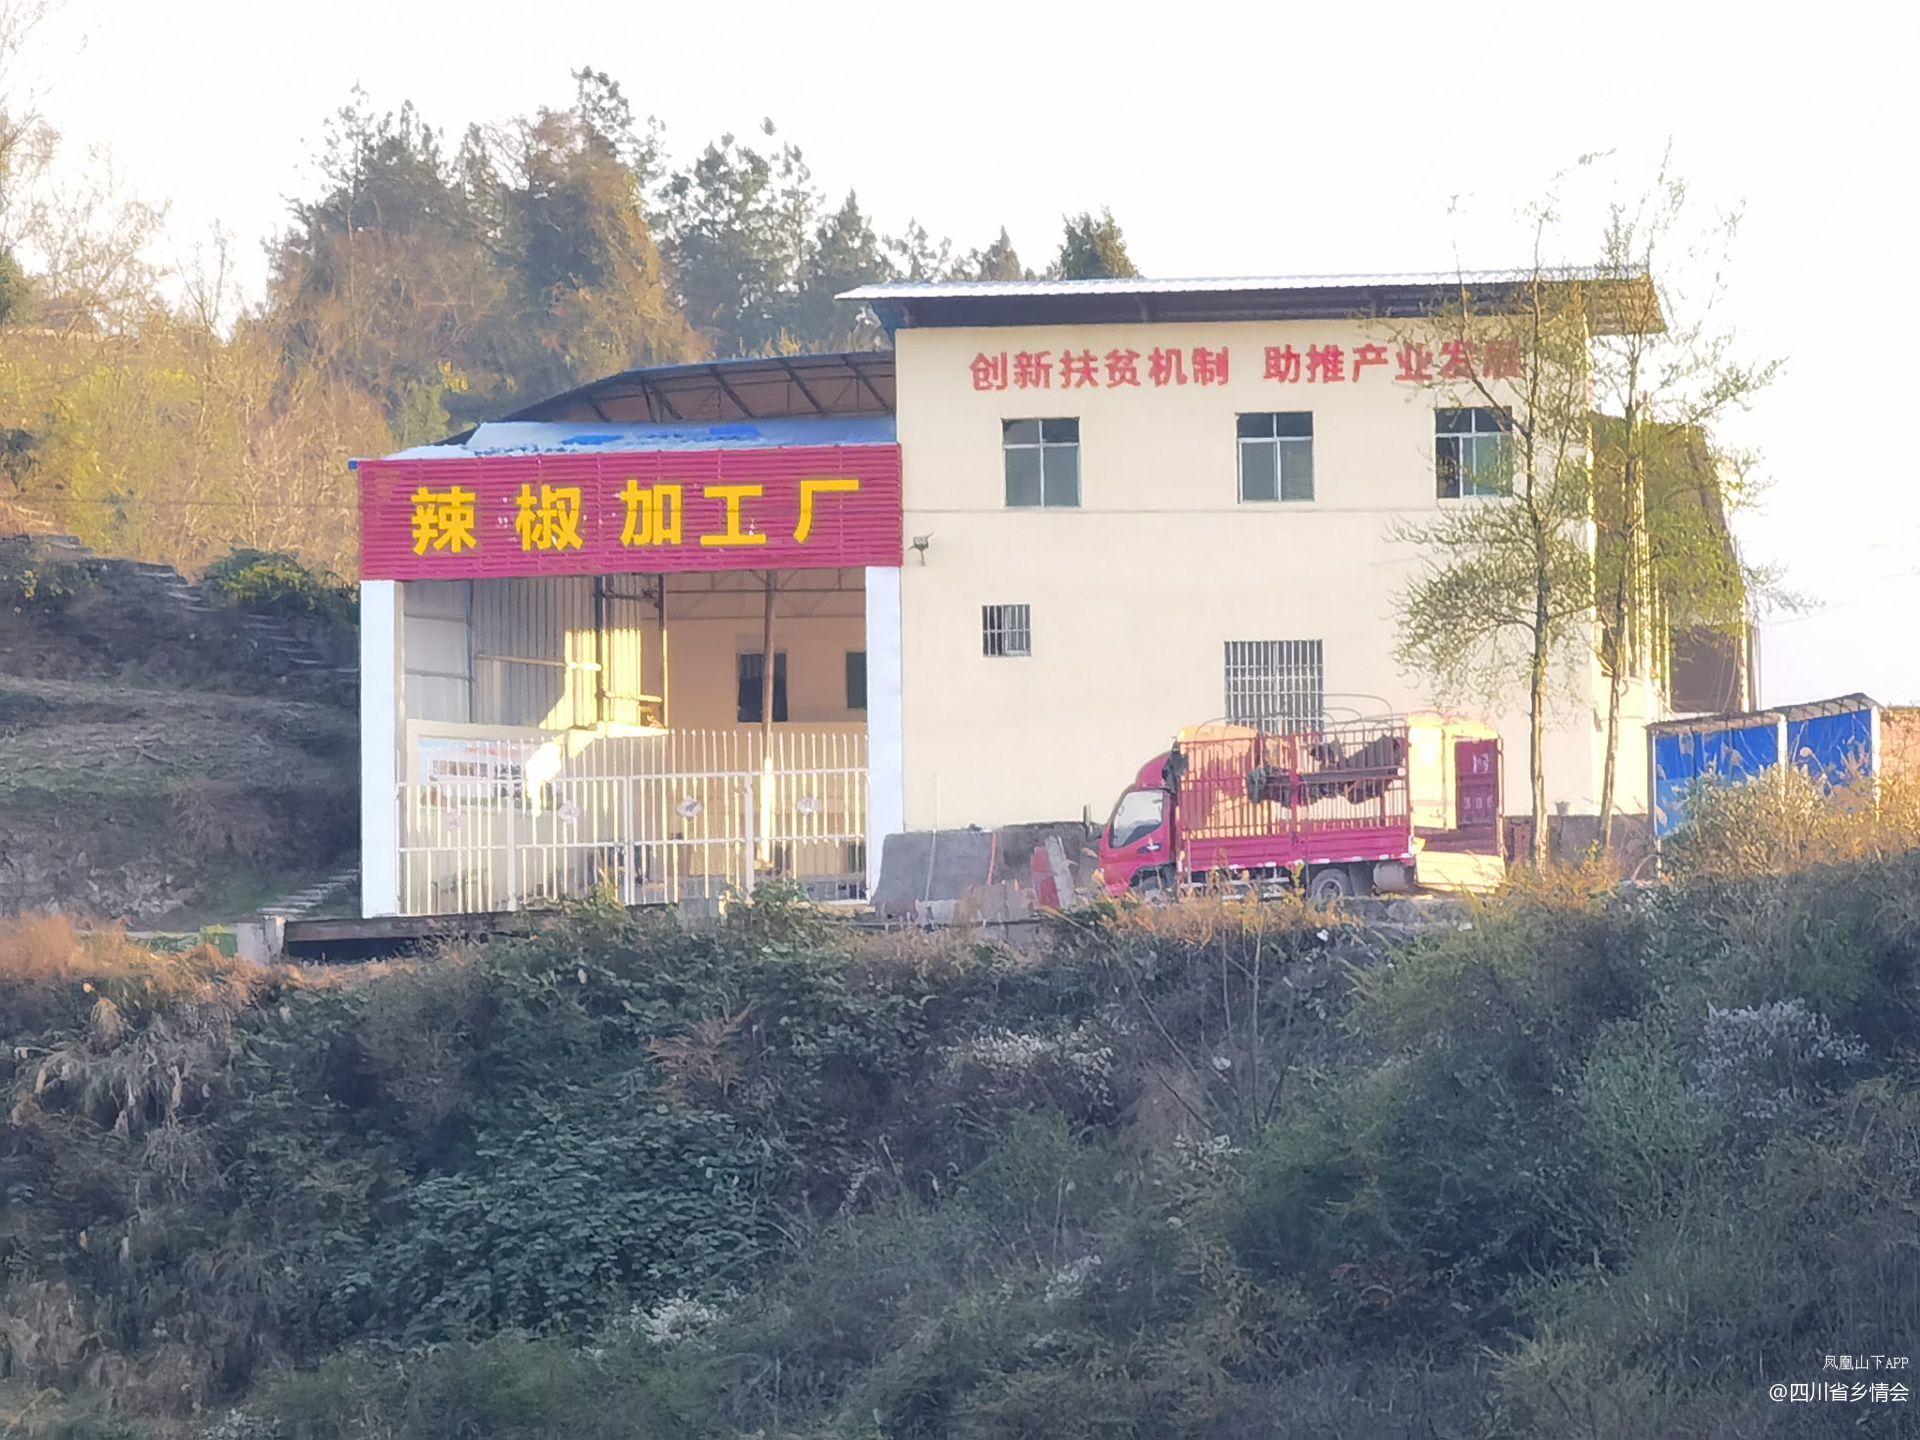 创新扶贫机制 助推产业发展
辣椒加工厂
凤凰山下APP
@四川省乡情会